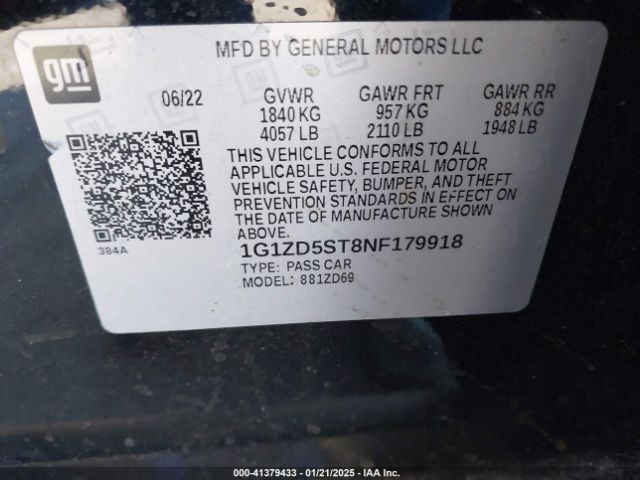 gm
MFD BY GENERAL MOTORS LLC
06/22 GVWR GAWR FRT GAWR RR
1840 KG 957 KG 884 KG
4057 LB 2110 LB 1948 LB
THIS VEHICLE CONFORMS TO ALL
APPLICABLE U.S. FEDERAL MOTOR
VEHICLE SAFETY, BUMPER, AND THEFT
PREVENTION STANDARDS IN EFFECT ON
THE DATE OF MANUFACTURE SHOWN
ABOVE.
384A
1G1ZD5ST8NF179918
TYPE: PASS CAR
MODEL: 881ZD69
000-41379433 - 01/21/2025 - IAA Inc.